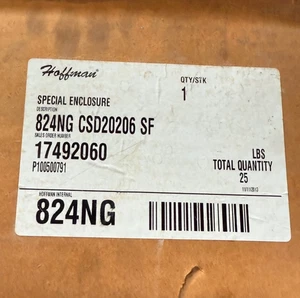 Hoffman
QTY/STK
1
SPECIAL ENCLOSURE
DESCRIPTION
824NG CSD20206 SF
SALES ORDER NUMBER
17492060
P100500791
LBS
TOTAL QUANTITY
25
HOFFMAN INTERNAL
824NG